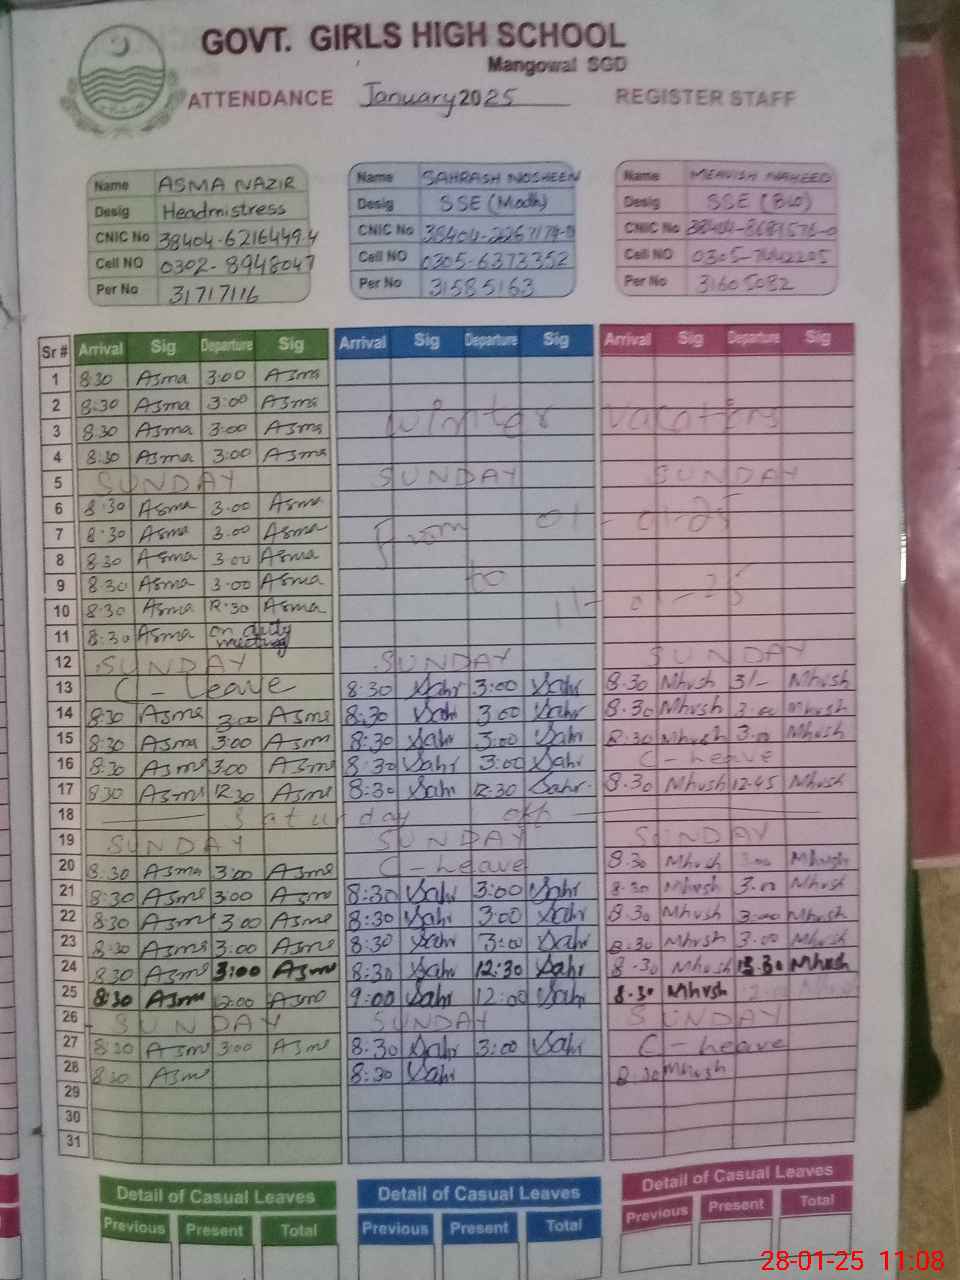 GOVT. GIRLS HIGH SCHOOL
Mangowal SGD
ATTENDANCE January 2025 REGISTER STAFF
Name ASMA NAZIR Name SAHRASH NOSHEEN Name MEHVISH NAHEED
Desig Headmistress Desig SSE (Math) Desig SSE (Bio)
CNIC No 38404-6216449-4 CNIC No CNIC No
Cell NO 0302-8948047 Cell NO 0305-6373352 Cell NO
Per No 31717116 Per No 31585163 Per No 31605082
Sr # Arrival Sig Departure Sig Arrival Sig Departure Sig Arrival Sig Departure Sig
1 8:30 Asma 3:00 Asma
2 8:30 Asma 3:00 Asma Winter vacations
3 8:30 Asma 3:00 Asma
4 8:30 Asma 3:00 Asma
5 SUNDAY SUNDAY SUNDAY
6 8:30 Asma 3:00 Asma
7 8:30 Asma 3:00 Asma From 01-01-25
8 8:30 Asma 3:00 Asma
9 8:30 Asma 3:00 Asma to
10 8:30 Asma 12:30 Asma 11-01-25
11 8:30 Asma on duty meeting
12 SUNDAY SUNDAY SUNDAY
13 C-Leave 8:30 Sahr 3:00 Sahr 8:30 Mhvsh 3/- Mhvsh
14 8:30 Asma 3:00 Asma 8:30 Sahr 3:00 Sahr 8:30 Mhvsh 3:00 Mhvsh
15 8:30 Asma 3:00 Asma 8:30 Sahr 3:00 Sahr 8:30 Mhvsh 3:00 Mhvsh
16 8:30 Asma 3:00 Asma 8:30 Sahr 3:00 Sahr C-Leave
17 8:30 Asma 12:30 Asma 8:30 Sahr 12:30 Sahr 8:30 Mhvsh 12:45 Mhvsh
18 Saturday off
19 SUNDAY SUNDAY SUNDAY
20 8:30 Asma 3:00 Asma C-Leave 8:30 Mhvsh 3:00 Mhvsh
21 8:30 Asma 3:00 Asma 8:30 Sahr 3:00 Sahr 8:30 Mhvsh 3:00 Mhvsh
22 8:30 Asma 3:00 Asma 8:30 Sahr 3:00 Sahr 8:30 Mhvsh 3:00 Mhvsh
23 8:30 Asma 3:00 Asma 8:30 Sahr 3:00 Sahr 8:30 Mhvsh 3:00 Mhvsh
24 8:30 Asma 3:00 Asma 8:30 Sahr 12:30 Sahr 8:30 Mhvsh Mhvsh
25 8:30 Asma 12:00 Asma 9:00 Sahr 12:00 Sahr 8:30 Mhvsh
26 SUNDAY SUNDAY SUNDAY
27 8:30 Asma 3:00 Asma 8:30 Sahr 3:00 Sahr C-Leave
28 8:30 Asma 8:30 Sahr 8:30 Mhvsh
29
30
31
Detail of Casual Leaves Detail of Casual Leaves Detail of Casual Leaves
Previous Present Total Previous Present Total Previous Present Total
28-01-25 11:08